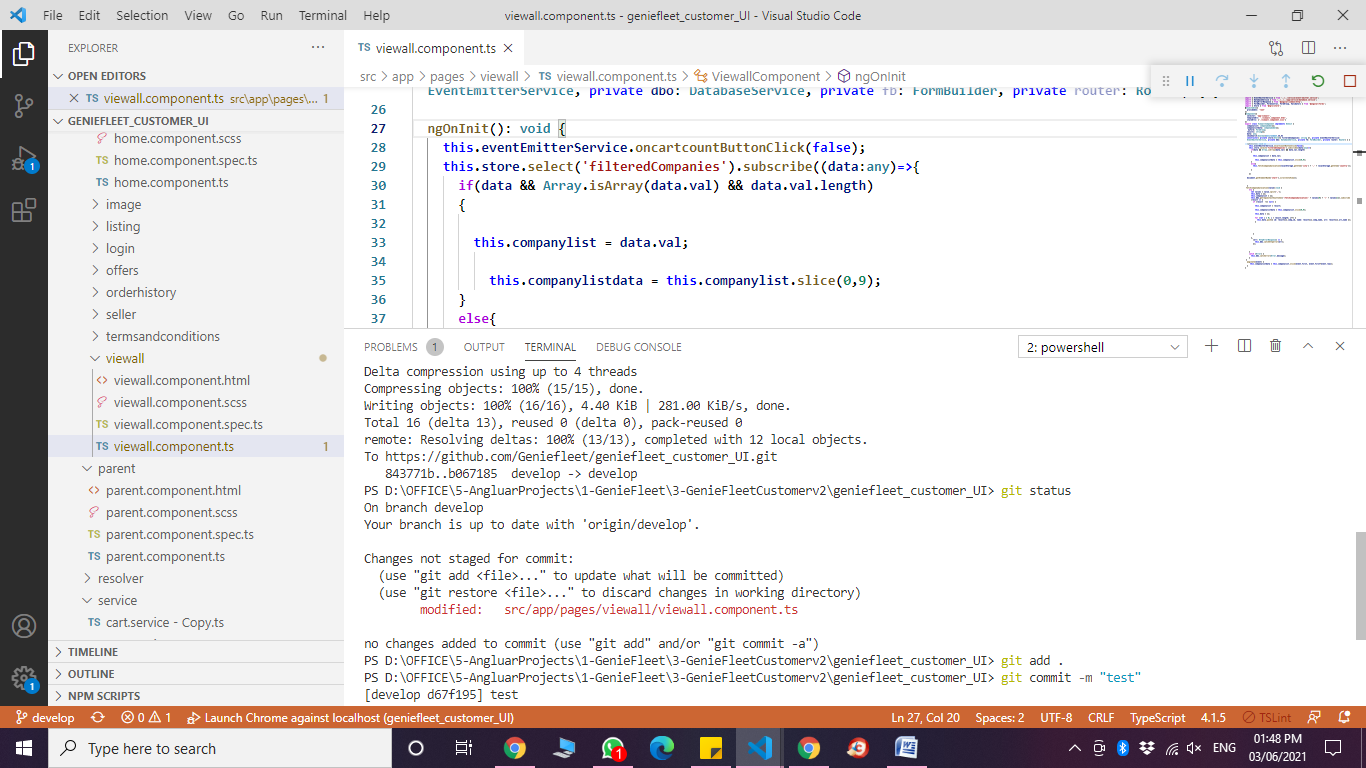 File Edit Selection View Go Run Terminal Help viewall.component.ts - geniefleet_customer_UI - Visual Studio Code
EXPLORER
OPEN EDITORS
TS viewall.component.ts src\app\pages\... 1
GENIEFLEET_CUSTOMER_UI
home.component.scss
TS home.component.spec.ts
TS home.component.ts
image
listing
login
offers
orderhistory
seller
termsandconditions
viewall
<> viewall.component.html
viewall.component.scss
TS viewall.component.spec.ts
TS viewall.component.ts 1
parent
<> parent.component.html
parent.component.scss
TS parent.component.spec.ts
TS parent.component.ts
resolver
service
TS cart.service - Copy.ts
TIMELINE
OUTLINE
NPM SCRIPTS
1
1
TS viewall.component.ts
src > app > pages > viewall > TS viewall.component.ts > ViewallComponent > ngOnInit
EventEmitterService, private dbo: DatabaseService, private fb: FormBuilder, private router: Ro
26
27 ngOnInit(): void {
28 this.eventEmitterService.oncartcountButtonClick(false);
29 this.store.select('filteredCompanies').subscribe((data:any)=>{
30 if(data && Array.isArray(data.val) && data.val.length)
31 {
32
33 this.companylist = data.val;
34
35 this.companylistdata = this.companylist.slice(0,9);
36 }
37 else{
PROBLEMS 1 OUTPUT TERMINAL DEBUG CONSOLE 2: powershell
Delta compression using up to 4 threads
Compressing objects: 100% (15/15), done.
Writing objects: 100% (16/16), 4.40 KiB | 281.00 KiB/s, done.
Total 16 (delta 13), reused 0 (delta 0), pack-reused 0
remote: Resolving deltas: 100% (13/13), completed with 12 local objects.
To https://github.com/Geniefleet/geniefleet_customer_UI.git
843771b..b067185 develop -> develop
PS D:\OFFICE\5-AngluarProjects\1-GenieFleet\3-GenieFleetCustomerv2\geniefleet_customer_UI> git status
On branch develop
Your branch is up to date with 'origin/develop'.
Changes not staged for commit:
(use "git add <file>..." to update what will be committed)
(use "git restore <file>..." to discard changes in working directory)
modified: src/app/pages/viewall/viewall.component.ts
no changes added to commit (use "git add" and/or "git commit -a")
PS D:\OFFICE\5-AngluarProjects\1-GenieFleet\3-GenieFleetCustomerv2\geniefleet_customer_UI> git add .
PS D:\OFFICE\5-AngluarProjects\1-GenieFleet\3-GenieFleetCustomerv2\geniefleet_customer_UI> git commit -m "test"
[develop d67f195] test
develop 0 1 Launch Chrome against localhost (geniefleet_customer_UI) Ln 27, Col 20 Spaces: 2 UTF-8 CRLF TypeScript 4.1.5 TSLint
Type here to search 1 W ENG 01:48 PM
03/06/2021